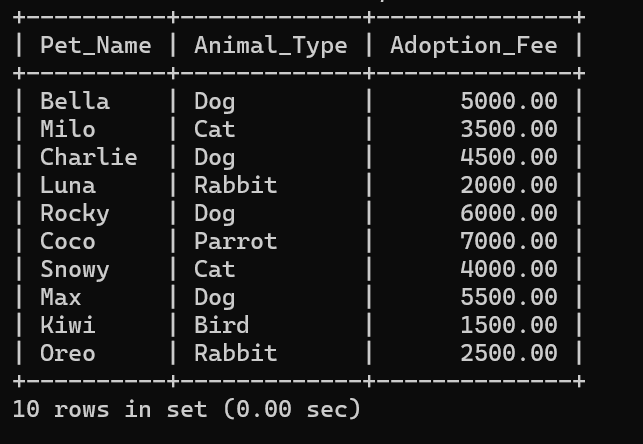 +----------+-------------+--------------+
| Pet_Name | Animal_Type | Adoption_Fee |
+----------+-------------+--------------+
| Bella    | Dog         |      5000.00 |
| Milo     | Cat         |      3500.00 |
| Charlie  | Dog         |      4500.00 |
| Luna     | Rabbit      |      2000.00 |
| Rocky    | Dog         |      6000.00 |
| Coco     | Parrot      |      7000.00 |
| Snowy    | Cat         |      4000.00 |
| Max      | Dog         |      5500.00 |
| Kiwi     | Bird        |      1500.00 |
| Oreo     | Rabbit      |      2500.00 |
+----------+-------------+--------------+
10 rows in set (0.00 sec)